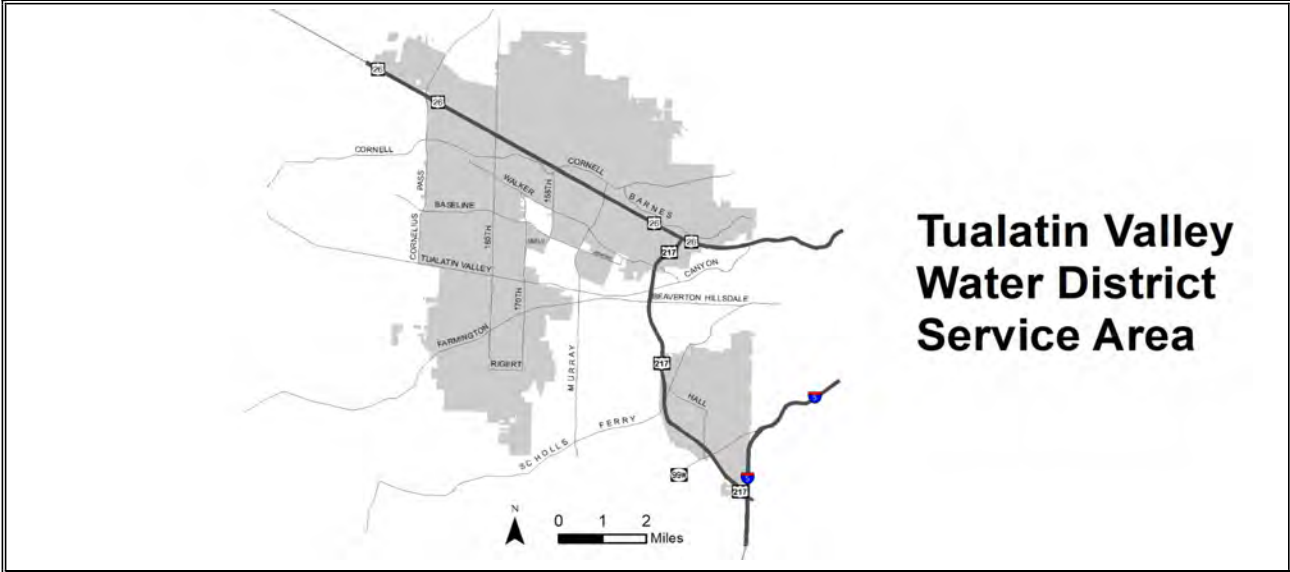 26
26
CORNELL
CORNELL
PASS
WALKER
158TH
BARNES
BASELINE
26
CORNELIUS
185TH
26
217
TUALATIN VALLEY
CANYON
170TH
BEAVERTON HILLSDALE
FARMINGTON
RIGERT
MURRAY
217
HALL
5
SCHOLLS FERRY
99W
5
217
N
0 1 2
Miles
Tualatin Valley
Water District
Service Area